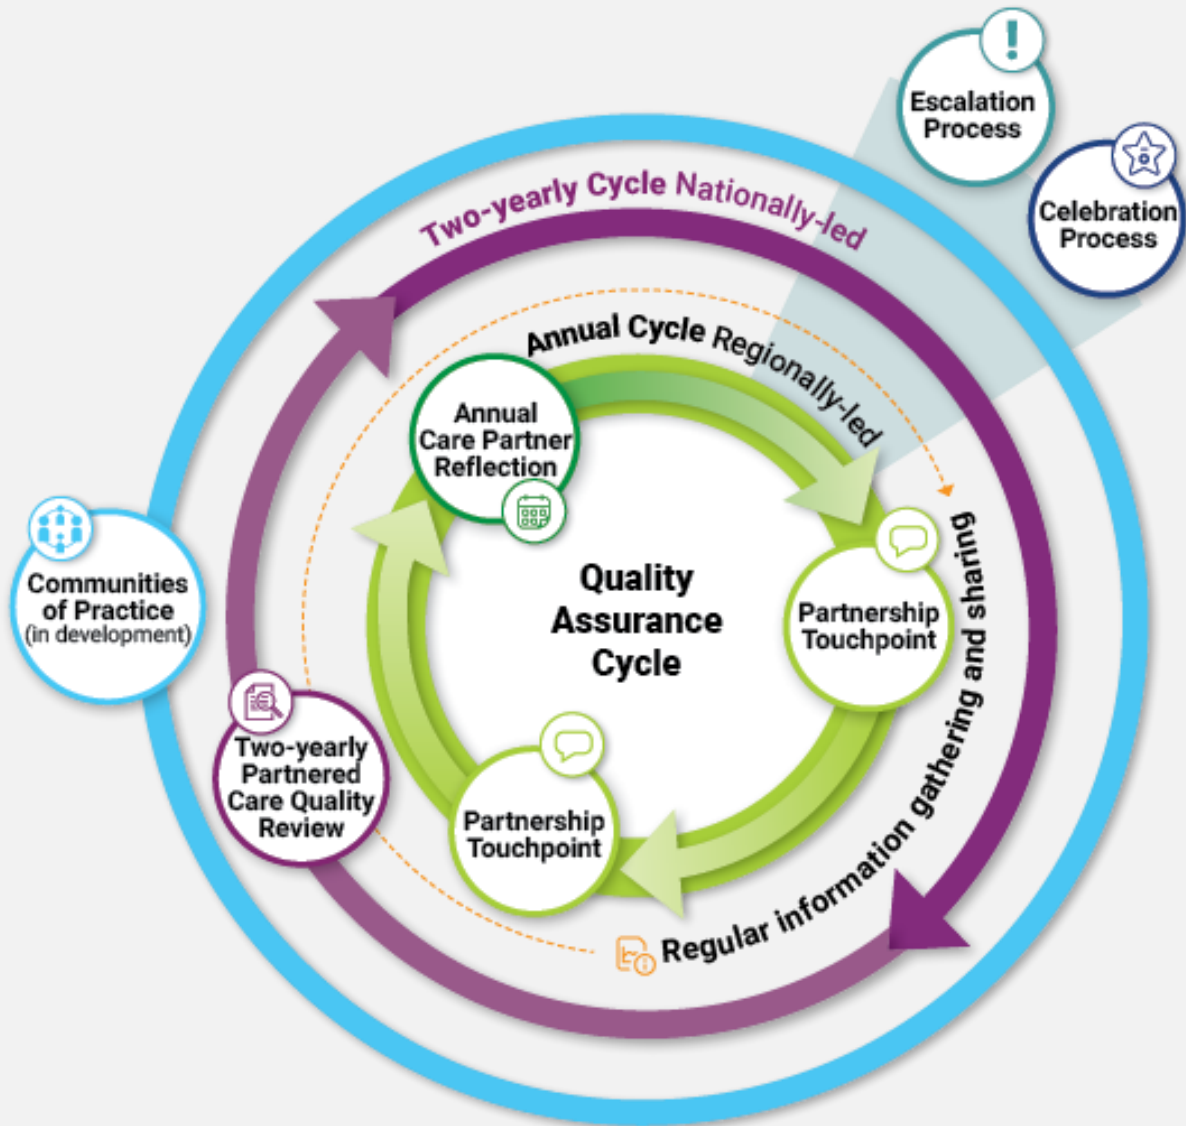 Escalation
Process
Celebration
Process
Two-yearly Cycle Nationally-led
Annual Cycle Regionally-led
Annual
Care Partner
Reflection
Quality
Assurance
Cycle
Partnership
Touchpoint
Communities
of Practice
(in development)
Two-yearly
Partnered
Care Quality
Review
Partnership
Touchpoint
Regular information gathering and sharing